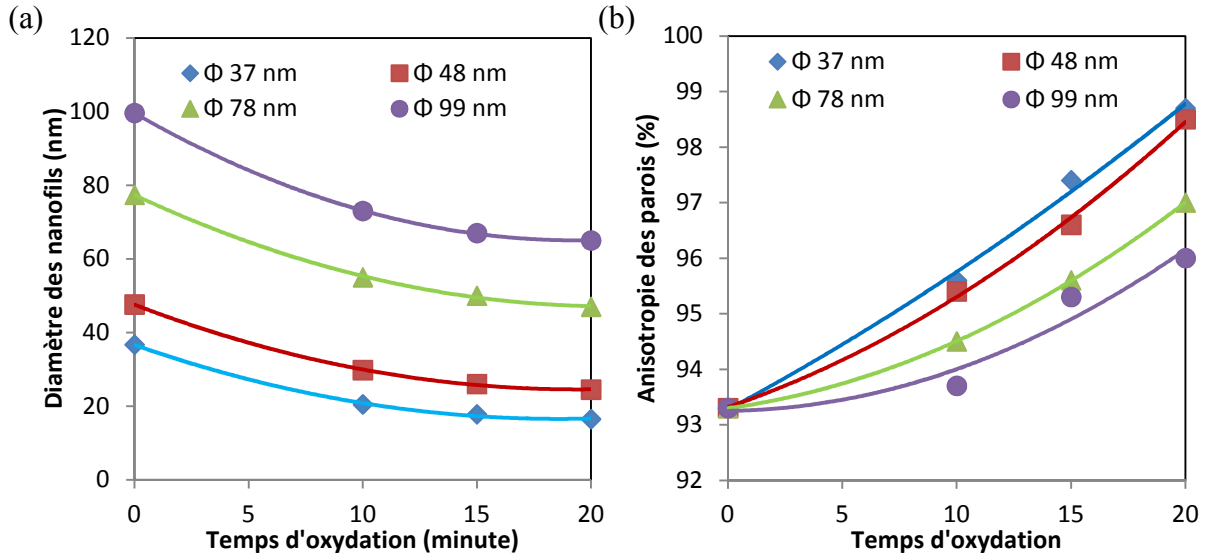 (a)
Diamètre des nanofils (nm)
120
100
80
60
40
20
0
Φ 37 nm
Φ 48 nm
Φ 78 nm
Φ 99 nm
0 5 10 15 20
Temps d'oxydation (minute)
(b)
Anisotropie des parois (%)
100
99
98
97
96
95
94
93
92
Φ 37 nm
Φ 48 nm
Φ 78 nm
Φ 99 nm
0 5 10 15 20
Temps d'oxydation